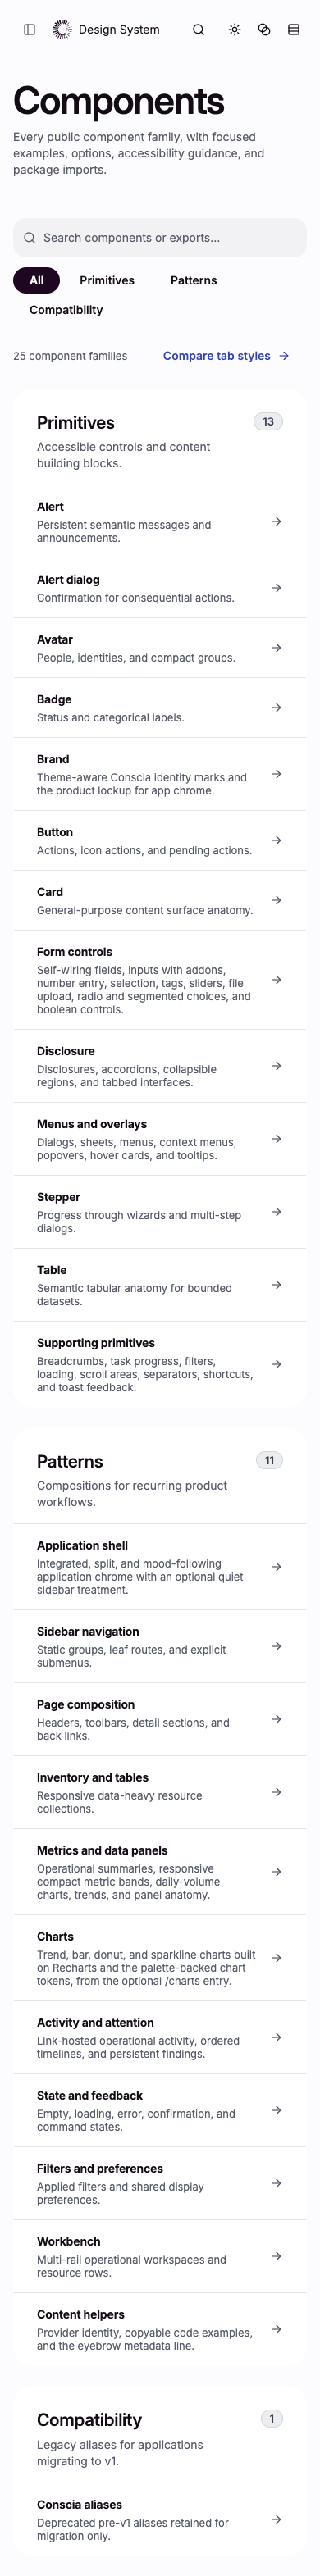 Design System
Components
Every public component family, with focused
examples, options, accessibility guidance, and
package imports.
Search components or exports...
All Primitives Patterns
Compatibility
25 component families Compare tab styles
Primitives 13
Accessible controls and content
building blocks.
Alert
Persistent semantic messages and
announcements.
Alert dialog
Confirmation for consequential actions.
Avatar
People, identities, and compact groups.
Badge
Status and categorical labels.
Brand
Theme-aware Conscia identity marks and
the product lockup for app chrome.
Button
Actions, icon actions, and pending actions.
Card
General-purpose content surface anatomy.
Form controls
Self-wiring fields, inputs with addons,
number entry, selection, tags, sliders, file
upload, radio and segmented choices, and
boolean controls.
Disclosure
Disclosures, accordions, collapsible
regions, and tabbed interfaces.
Menus and overlays
Dialogs, sheets, menus, context menus,
popovers, hover cards, and tooltips.
Stepper
Progress through wizards and multi-step
dialogs.
Table
Semantic tabular anatomy for bounded
datasets.
Supporting primitives
Breadcrumbs, task progress, filters,
loading, scroll areas, separators, shortcuts,
and toast feedback.
Patterns 11
Compositions for recurring product
workflows.
Application shell
Integrated, split, and mood-following
application chrome with an optional quiet
sidebar treatment.
Sidebar navigation
Static groups, leaf routes, and explicit
submenus.
Page composition
Headers, toolbars, detail sections, and
back links.
Inventory and tables
Responsive data-heavy resource
collections.
Metrics and data panels
Operational summaries, responsive
compact metric bands, daily-volume
charts, trends, and panel anatomy.
Charts
Trend, bar, donut, and sparkline charts built
on Recharts and the palette-backed chart
tokens, from the optional /charts entry.
Activity and attention
Link-hosted operational activity, ordered
timelines, and persistent findings.
State and feedback
Empty, loading, error, confirmation, and
command states.
Filters and preferences
Applied filters and shared display
preferences.
Workbench
Multi-rail operational workspaces and
resource rows.
Content helpers
Provider identity, copyable code examples,
and the eyebrow metadata line.
Compatibility 1
Legacy aliases for applications
migrating to v1.
Conscia aliases
Deprecated pre-v1 aliases retained for
migration only.